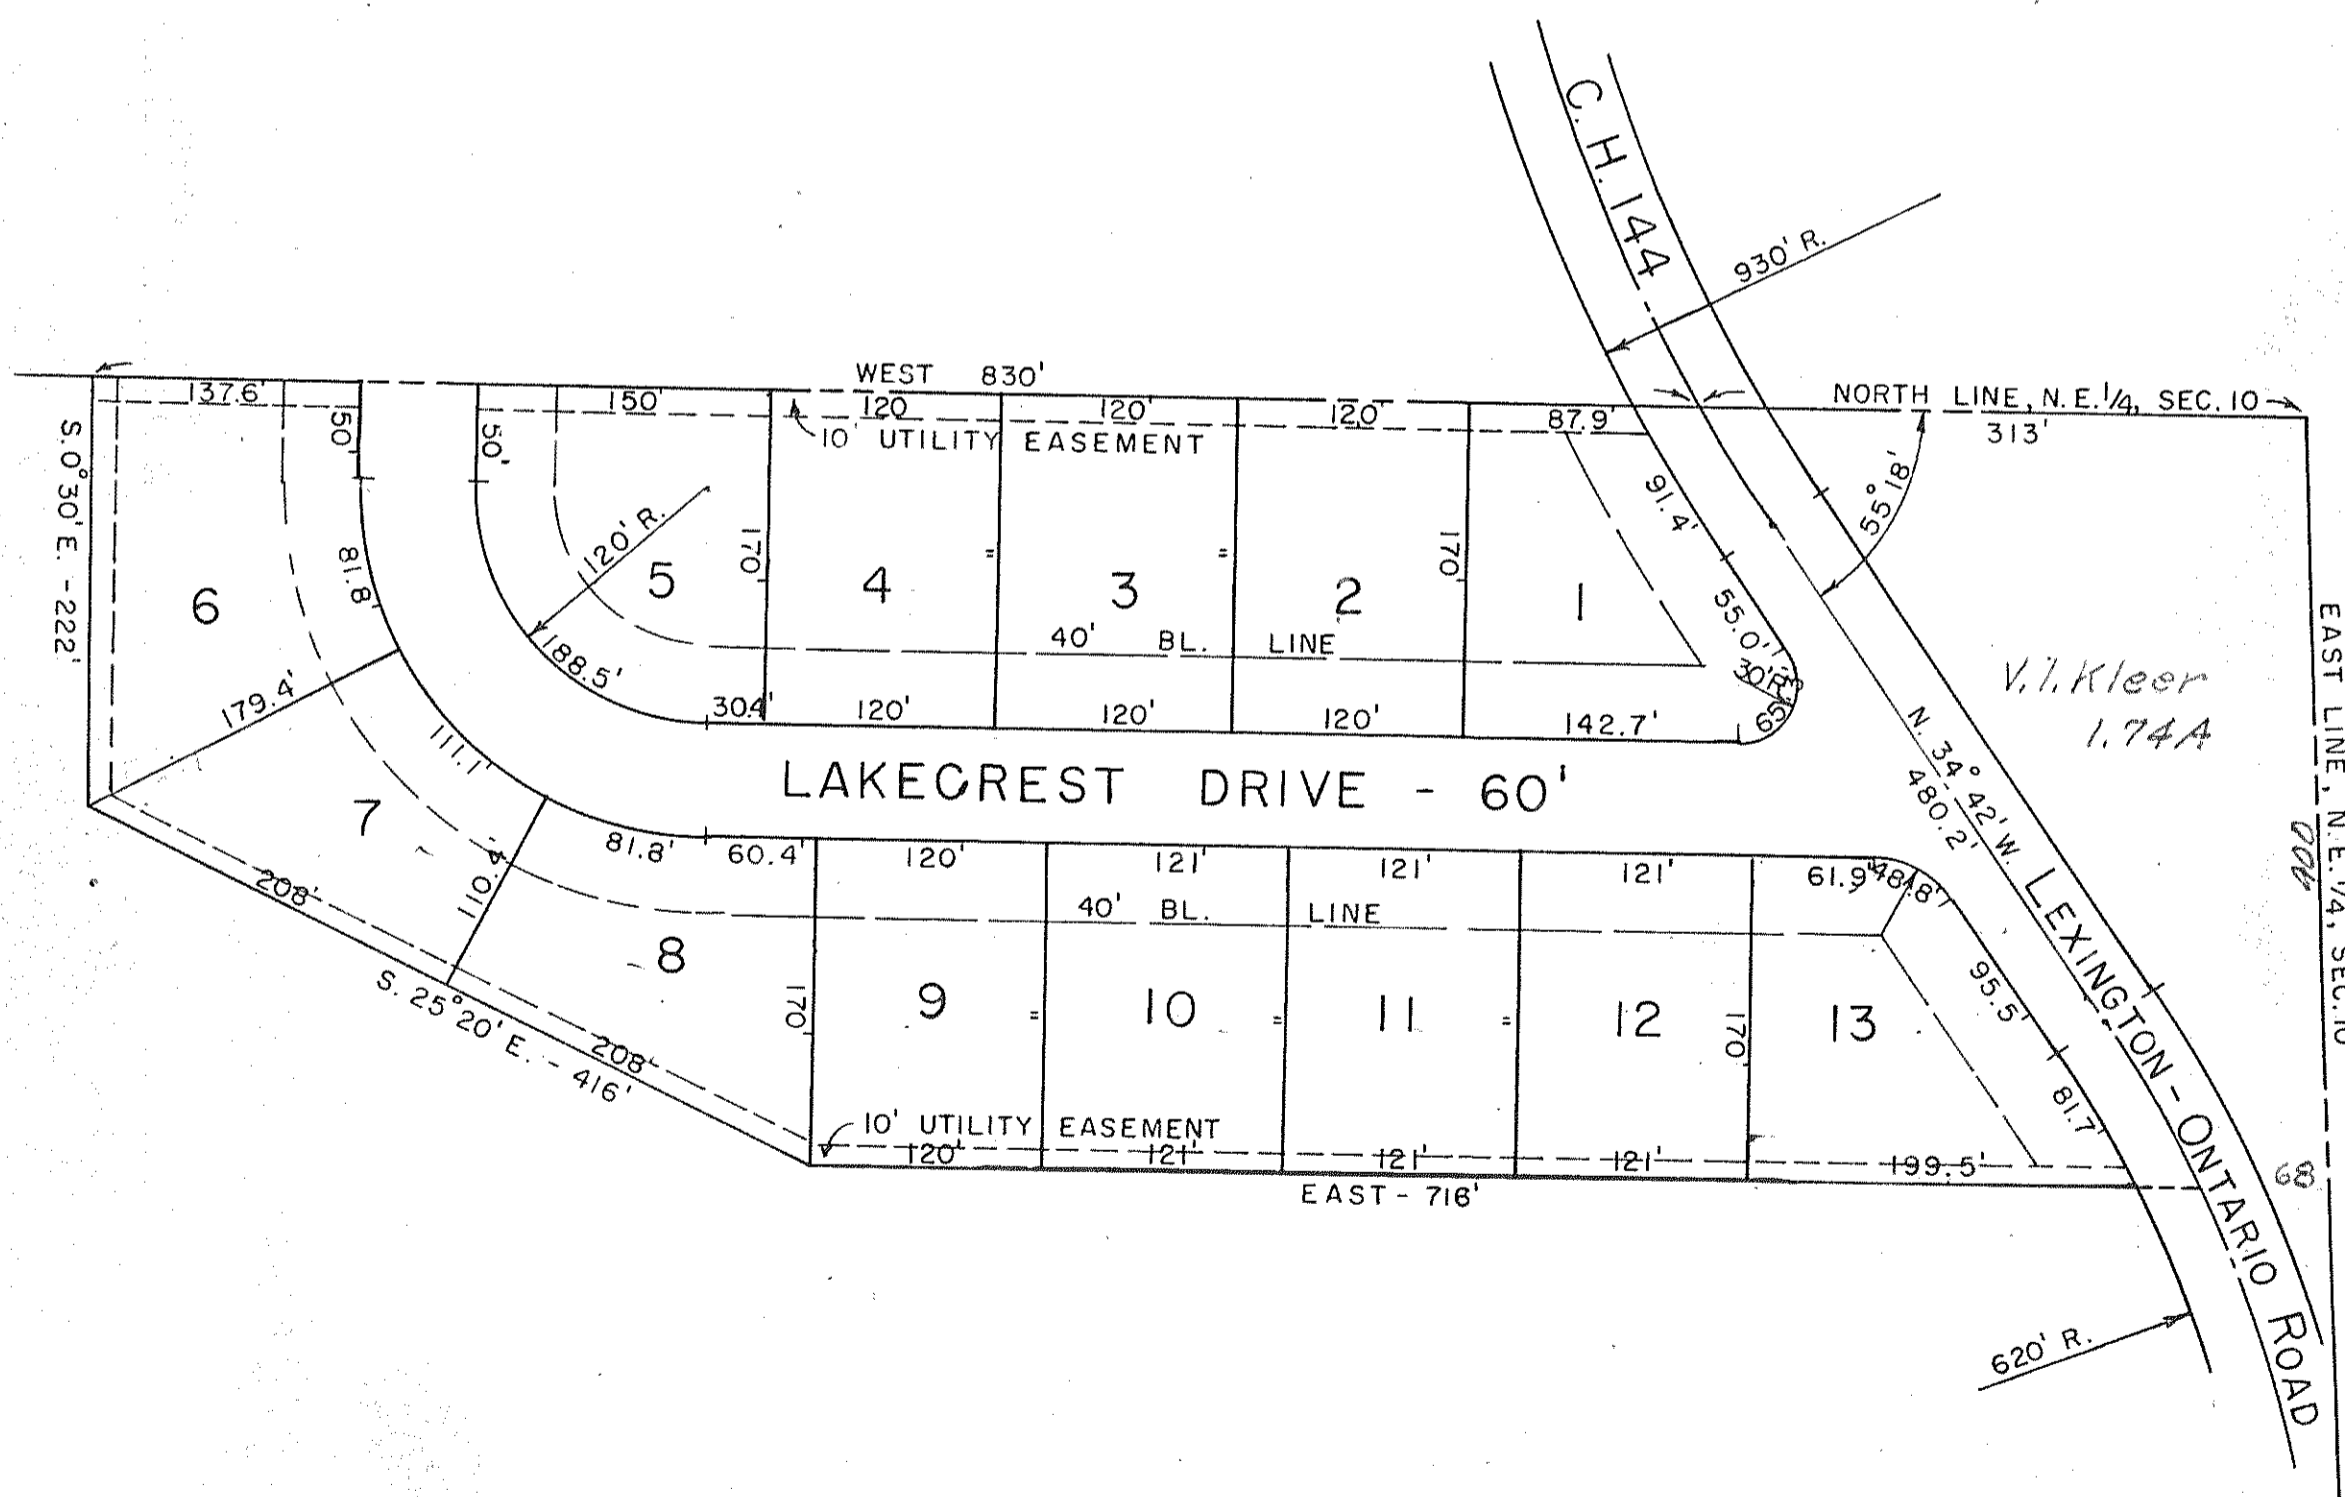 C. H. 144
930' R.
WEST 830'
NORTH LINE, N.E. 1/4, SEC. 10
313'
137.6'
150'
120
120'
120'
87.9'
10' UTILITY EASEMENT
50'
50'
S. 0° 30' E. - 222'
91.4'
55° 18'
120' R.
170'
170'
81.8'
6
5
4
3
2
1
55.0'
40' BL. LINE
30' R.
188.5'
179.4'
30.4'
120'
120'
120'
142.7'
EAST LINE, N.E. 1/4, SEC. 10
V.I. Kleer
1.74A
N. 34° 42' W.
480.2'
111.1'
LAKECREST DRIVE - 60'
7
81.8'
60.4'
120'
121'
121'
121'
61.9'
48.8'
110.4'
208'
40' BL. LINE
LEXINGTON - ONTARIO ROAD
8
9
10
11
12
13
170'
170'
95.5'
S. 25° 20' E. - 416'
208'
81.7'
10' UTILITY EASEMENT
120'
121'
121'
121'
199.5'
68
EAST - 716'
620' R.